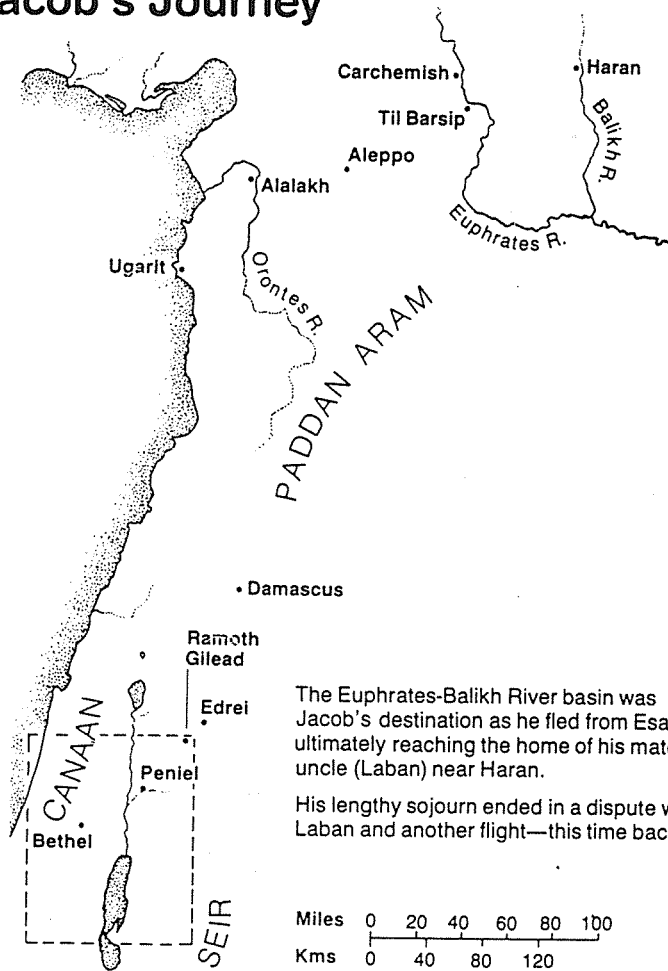 acob's Journey
Carchemish
Haran
Til Barsip
Balikh R.
Aleppo
Alalakh
Euphrates R.
Ugarit
Orontes R.
PADDAN ARAM
Damascus
Ramoth
Gilead
Edrei
CANAAN
Peniel
Bethel
SEIR
The Euphrates-Balikh River basin was
Jacob's destination as he fled from Esa
ultimately reaching the home of his mate
uncle (Laban) near Haran.
His lengthy sojourn ended in a dispute w
Laban and another flight—this time bac
Miles 0 20 40 60 80 100
Kms 0 40 80 120